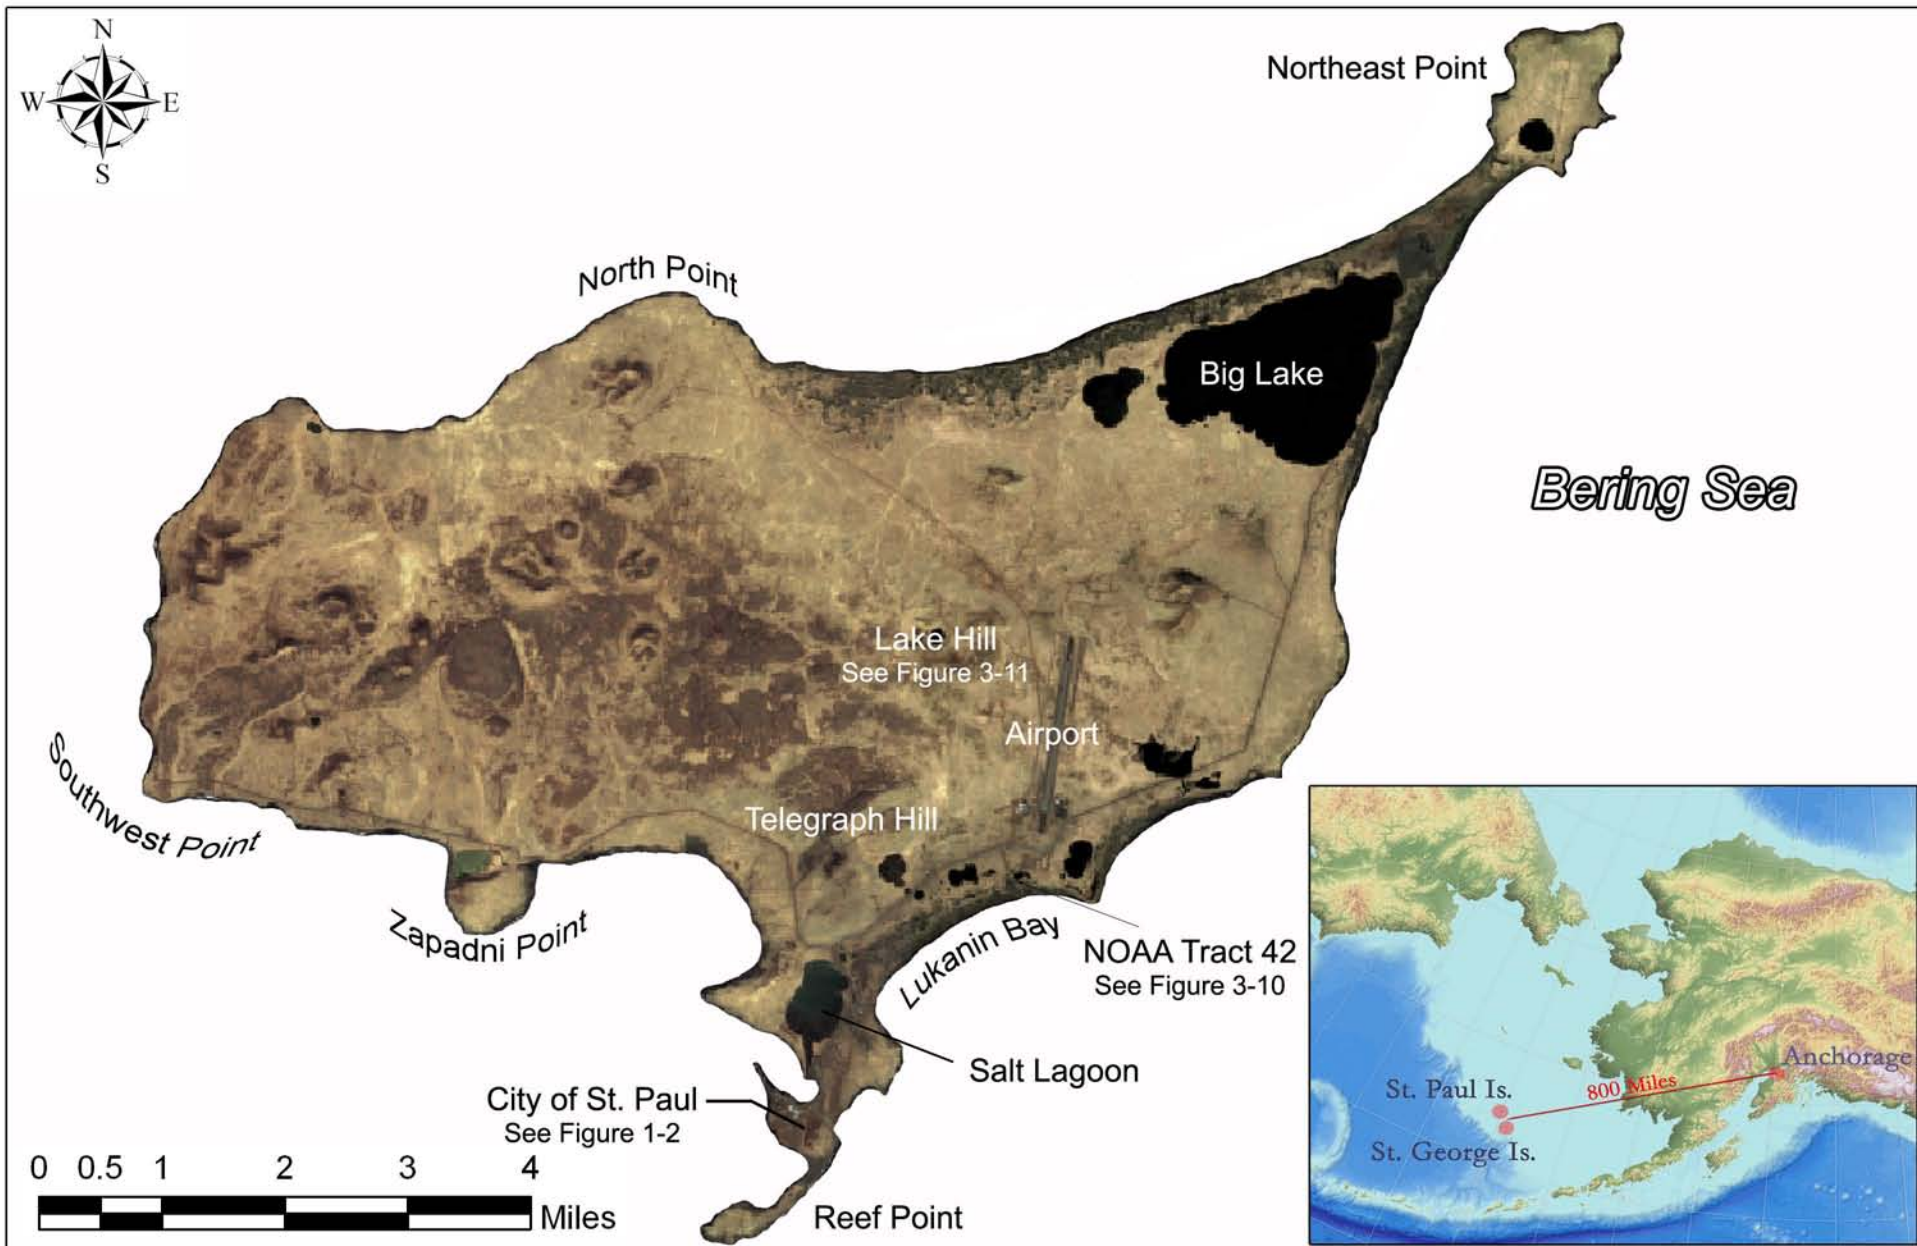 N
W
E
S
Northeast Point
North Point
Big Lake
Bering Sea
Lake Hill
See Figure 3-11
Airport
Southwest Point
Telegraph Hill
Zapadni Point
Lukanin Bay
NOAA Tract 42
See Figure 3-10
Salt Lagoon
City of St. Paul
See Figure 1-2
Reef Point
0 0.5 1 2 3 4
Miles
Anchorage
800 Miles
St. Paul Is.
St. George Is.